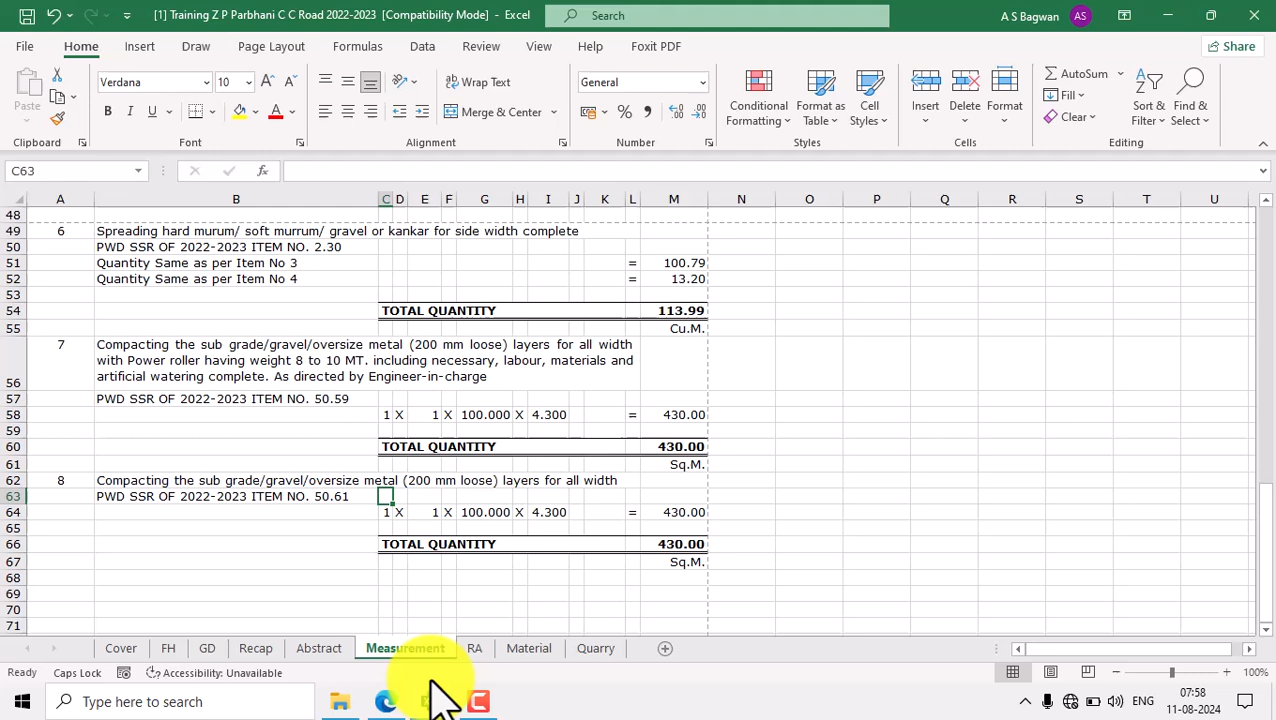 [1] Training Z P Parbhani C C Road 2022-2023 [Compatibility Mode] - Excel
Search
A S Bagwan AS
File Home Insert Draw Page Layout Formulas Data Review View Help Foxit PDF Share
Paste
Clipboard
Verdana 10
B I U A
Font
Wrap Text
Merge & Center
Alignment
General
Number
Conditional Formatting
Format as Table
Cell Styles
Styles
Insert Delete Format
Cells
AutoSum
Fill
Clear
Sort & Filter
Find & Select
Editing
C63 fx
A B C D E F G H I J K L M N O P Q R S T U
48
49 6 Spreading hard murum/ soft murrum/ gravel or kankar for side width complete
50 PWD SSR OF 2022-2023 ITEM NO. 2.30
51 Quantity Same as per Item No 3 = 100.79
52 Quantity Same as per Item No 4 = 13.20
53
54 TOTAL QUANTITY 113.99
55 Cu.M.
7 Compacting the sub grade/gravel/oversize metal (200 mm loose) layers for all width
with Power roller having weight 8 to 10 MT. including necessary, labour, materials and
56 artificial watering complete. As directed by Engineer-in-charge
57 PWD SSR OF 2022-2023 ITEM NO. 50.59
58 1 X 1 X 100.000 X 4.300 = 430.00
59
60 TOTAL QUANTITY 430.00
61 Sq.M.
62 8 Compacting the sub grade/gravel/oversize metal (200 mm loose) layers for all width
63 PWD SSR OF 2022-2023 ITEM NO. 50.61
64 1 X 1 X 100.000 X 4.300 = 430.00
65
66 TOTAL QUANTITY 430.00
67 Sq.M.
68
69
70
71
Cover FH GD Recap Abstract Measurement RA Material Quarry
Ready Caps Lock Accessibility: Unavailable 100%
Type here to search
ENG
07:58
11-08-2024